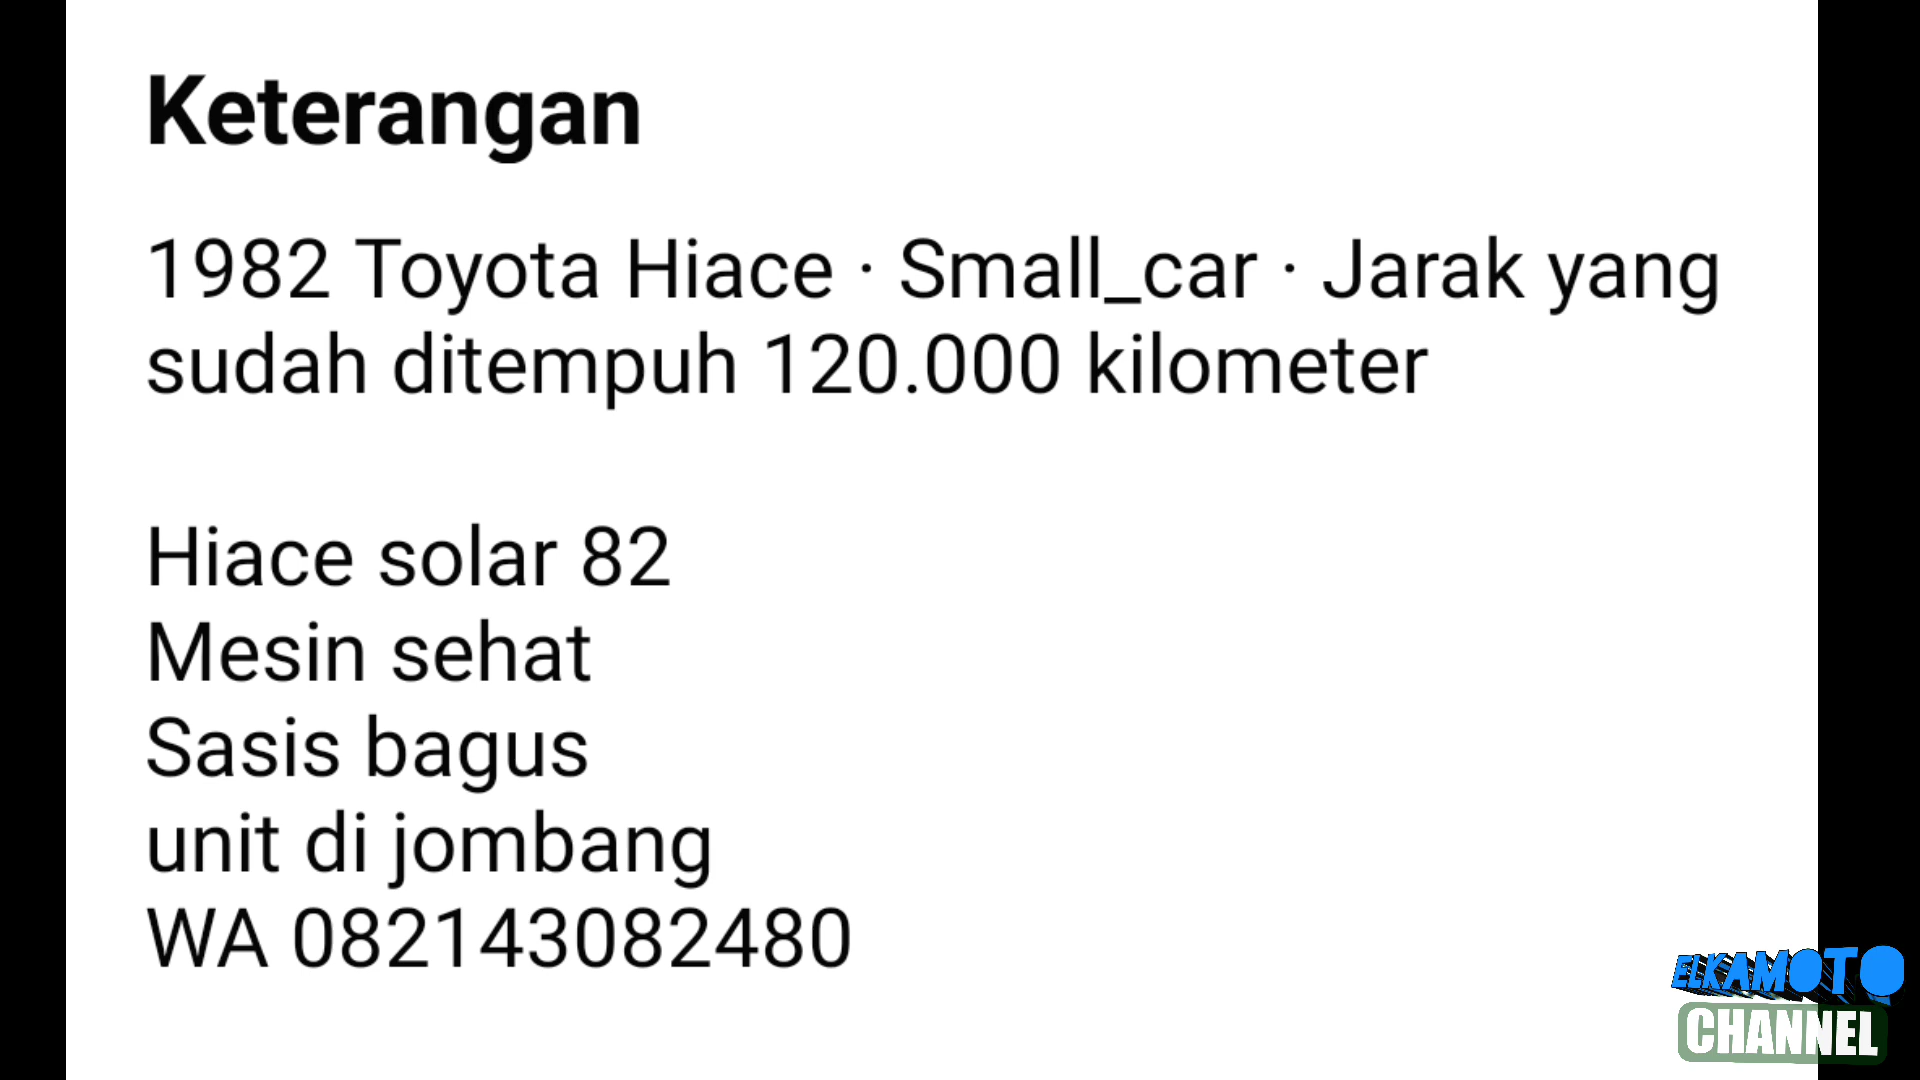 Keterangan
1982 Toyota Hiace · Small_car · Jarak yang
sudah ditempuh 120.000 kilometer
Hiace solar 82
Mesin sehat
Sasis bagus
unit di jombang
WA 082143082480
ELKAMOTO
CHANNEL